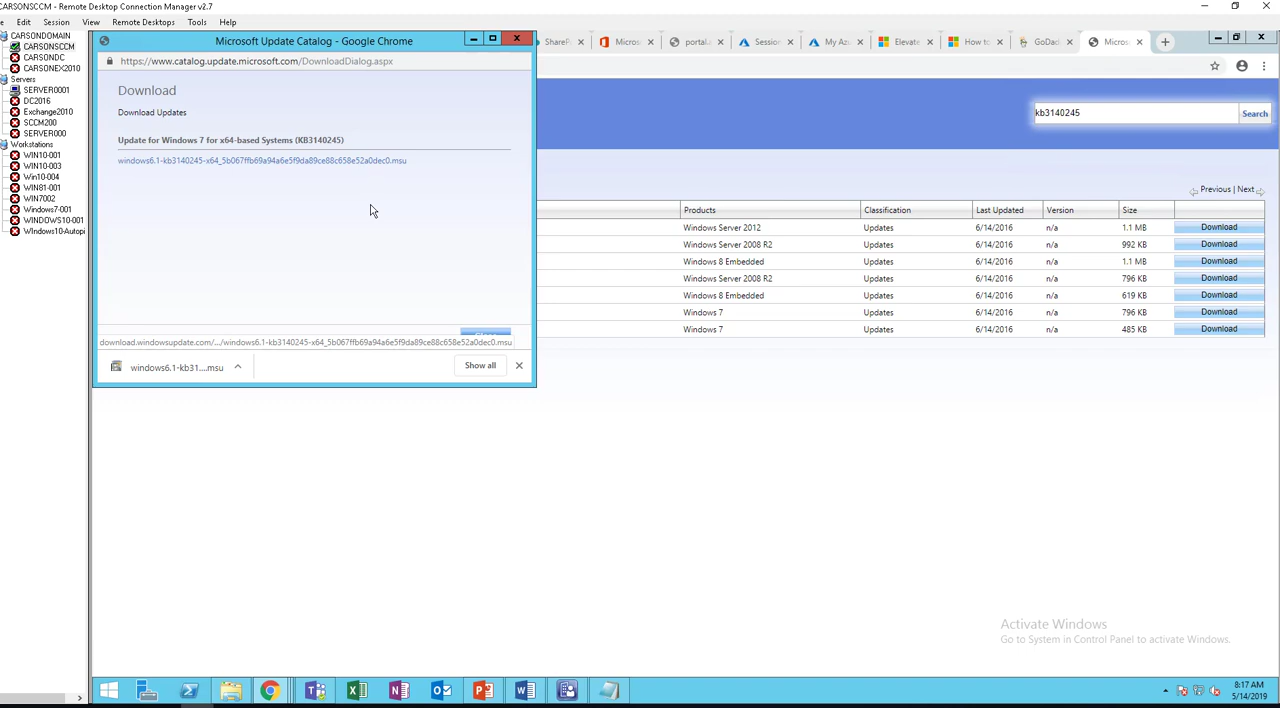 CARSONSCCM - Remote Desktop Connection Manager v2.7
Edit Session View Remote Desktops Tools Help
CARSONDOMAIN
CARSONSCCM
CARSONDC
CARSONEX2010
Servers
SERVER0001
DC2016
Exchange2010
SCCM200
SERVER000
Workstations
WIN10-001
WIN10-003
Win10-004
WIN81-001
WIN7002
Windows7-001
WINDOWS10-001
Windows10-Autopi
Microsoft Update Catalog - Google Chrome
https://www.catalog.update.microsoft.com/DownloadDialog.aspx
Download
Download Updates
Update for Windows 7 for x64-based Systems (KB3140245)
windows6.1-kb3140245-x64_5b067ffb69a94a6e5f9da89ce88c658e52a0dec0.msu
download.windowsupdate.com/.../windows6.1-kb3140245-x64_5b067ffb69a94a6e5f9da89ce88c658e52a0dec0.msu
windows6.1-kb31....msu
Show all
SharePo Microso portal.a Session My Azu Elevate How to GoDad Micros
kb3140245
Search
Previous | Next
Products Classification Last Updated Version Size
Windows Server 2012 Updates 6/14/2016 n/a 1.1 MB Download
Windows Server 2008 R2 Updates 6/14/2016 n/a 992 KB Download
Windows 8 Embedded Updates 6/14/2016 n/a 1.1 MB Download
Windows Server 2008 R2 Updates 6/14/2016 n/a 796 KB Download
Windows 8 Embedded Updates 6/14/2016 n/a 619 KB Download
Windows 7 Updates 6/14/2016 n/a 796 KB Download
Windows 7 Updates 6/14/2016 n/a 485 KB Download
Activate Windows
Go to System in Control Panel to activate Windows.
8:17 AM
5/14/2019